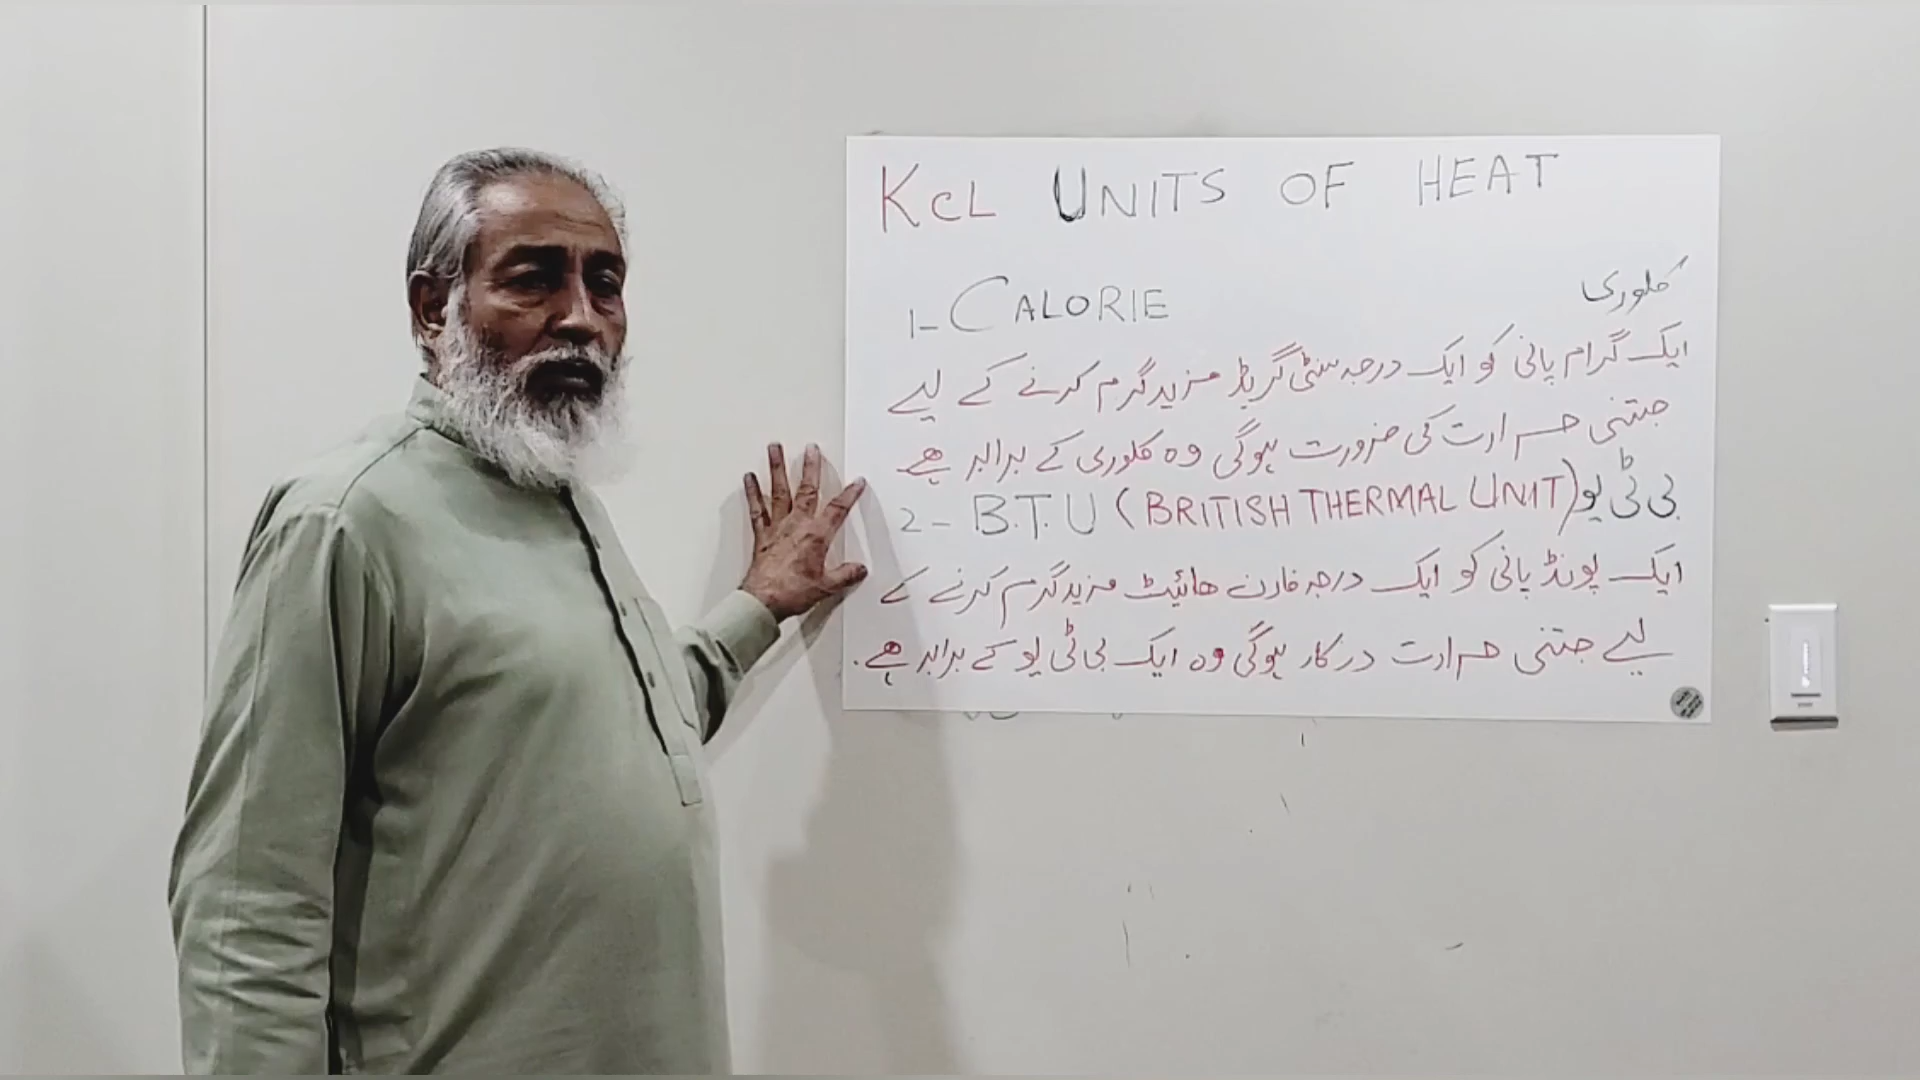 KCL UNITS OF HEAT
1- CALORIE کلوری
ایک گرام پانی کو ایک درجہ سنٹی گریڈ مزید گرم کرنے کے لیے
جتنی حرارت کی ضرورت ہوگی وہ کلوری کے برابر ہے
2- B.T.U (BRITISH THERMAL UNIT) بی ٹی یو
ایک پونڈ پانی کو ایک درجہ فارن ھائیٹ مزید گرم کرنے کے
لیے جتنی حرارت درکار ہوگی وہ ایک بی ٹی یو کے برابر ہے.